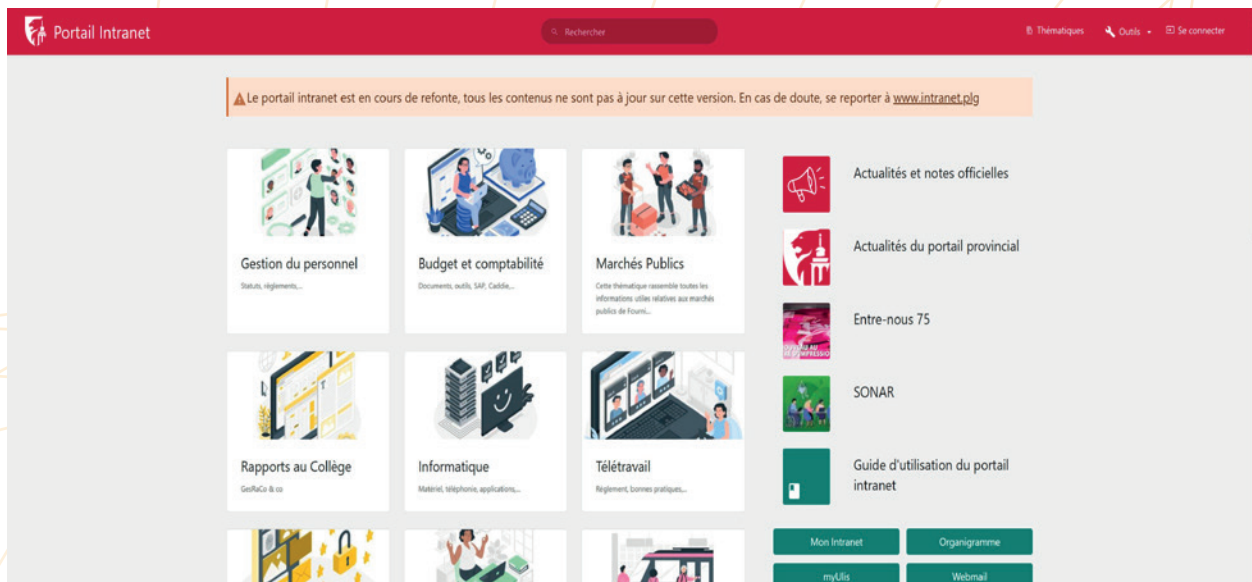 Portail Intranet
Rechercher
Thématiques
Outils
Se connecter
Le portail intranet est en cours de refonte, tous les contenus ne sont pas à jour sur cette version. En cas de doute, se reporter à www.intranet.plg
Gestion du personnel
Statuts, règlements,...
Budget et comptabilité
Documents, outils, SAP, Caddie,...
Marchés Publics
Cette thématique rassemble toutes les
informations utiles relatives aux marchés
publics de Fourni...
Actualités et notes officielles
Actualités du portail provincial
Entre-nous 75
SONAR
Guide d'utilisation du portail
intranet
Rapports au Collège
GesRaCo & co
Informatique
Matériel, téléphonie, applications,...
Télétravail
Règlement, bonnes pratiques,...
Mon Intranet
Organigramme
myUlis
Webmail